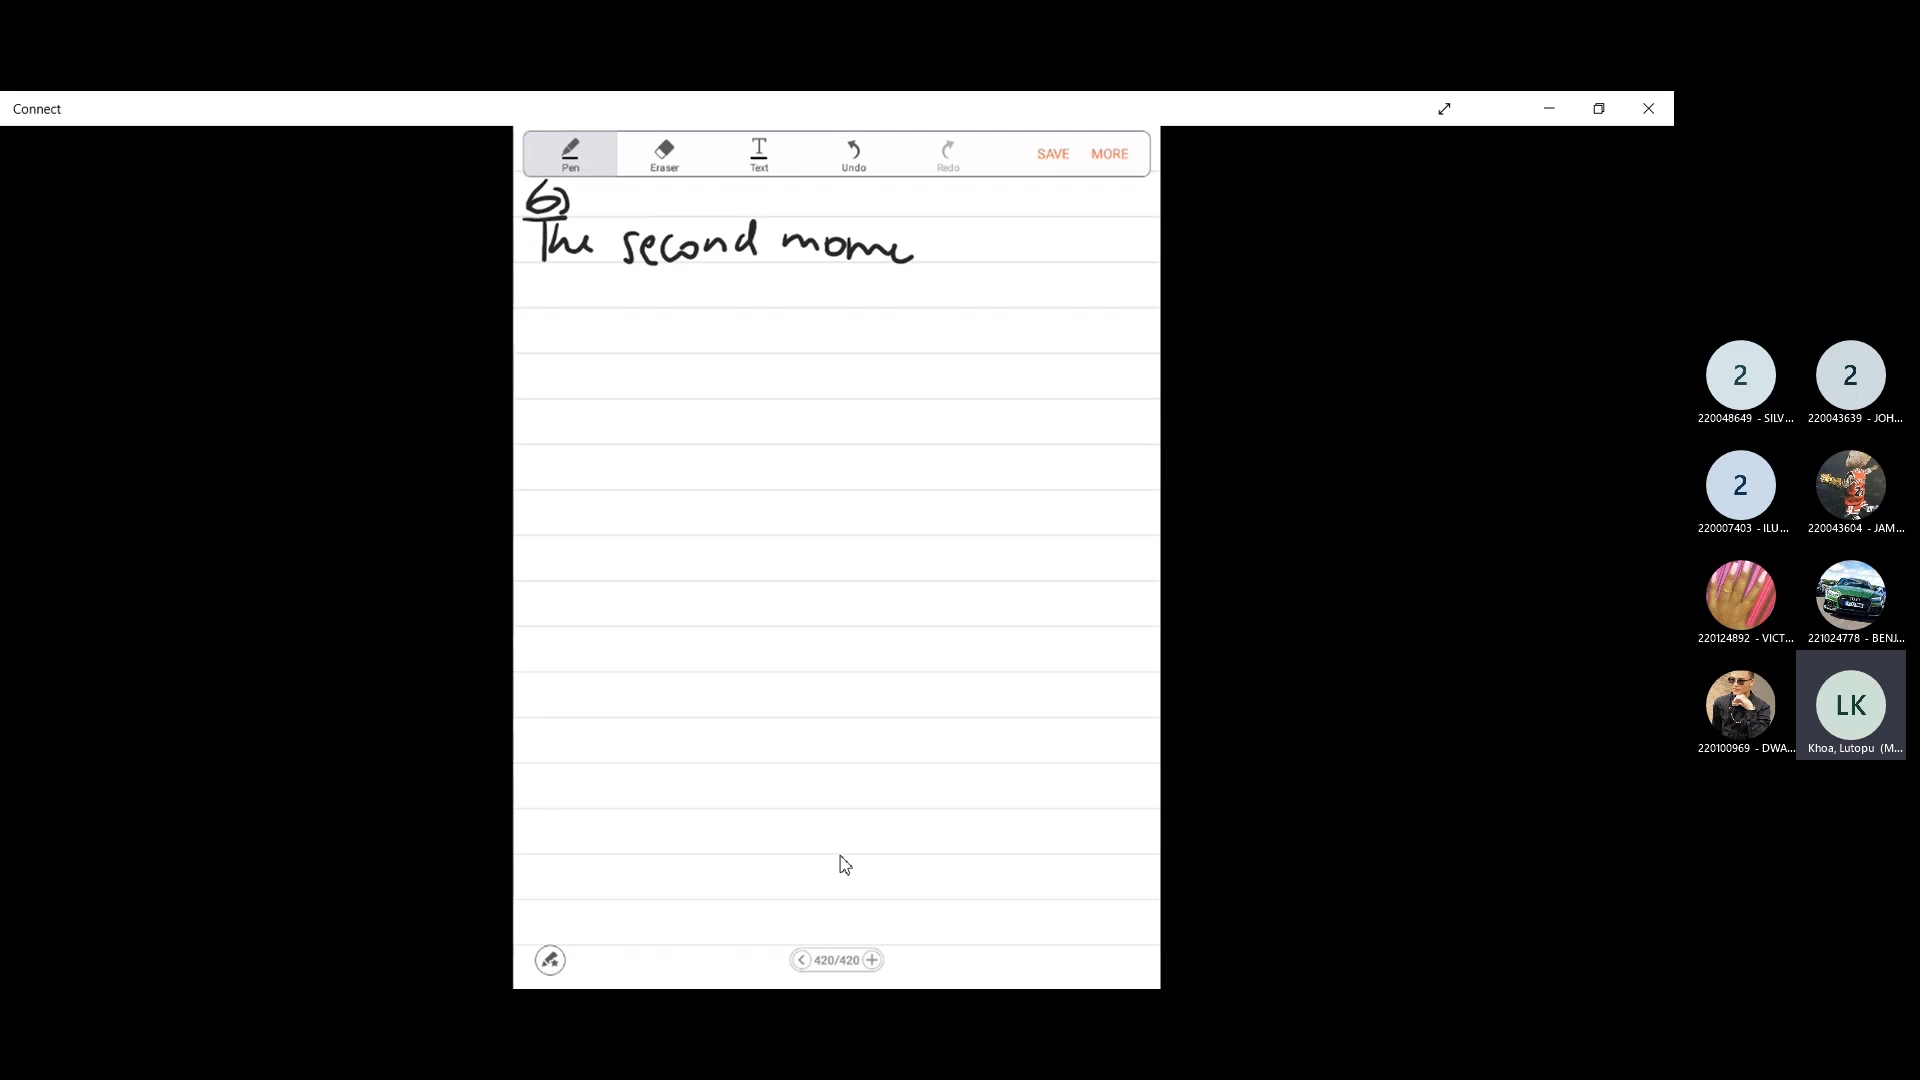 Connect
Pen
Eraser
Text
Undo
Redo
SAVE
MORE
6)
The second mome
2
220048649 - SILV...
2
220043639 - JOH...
2
220007403 - ILU...
220043604 - JAM...
220124892 - VICT...
221024778 - BENJ...
220100969 - DWA...
LK
Khoa, Lutopu (M...
420/420